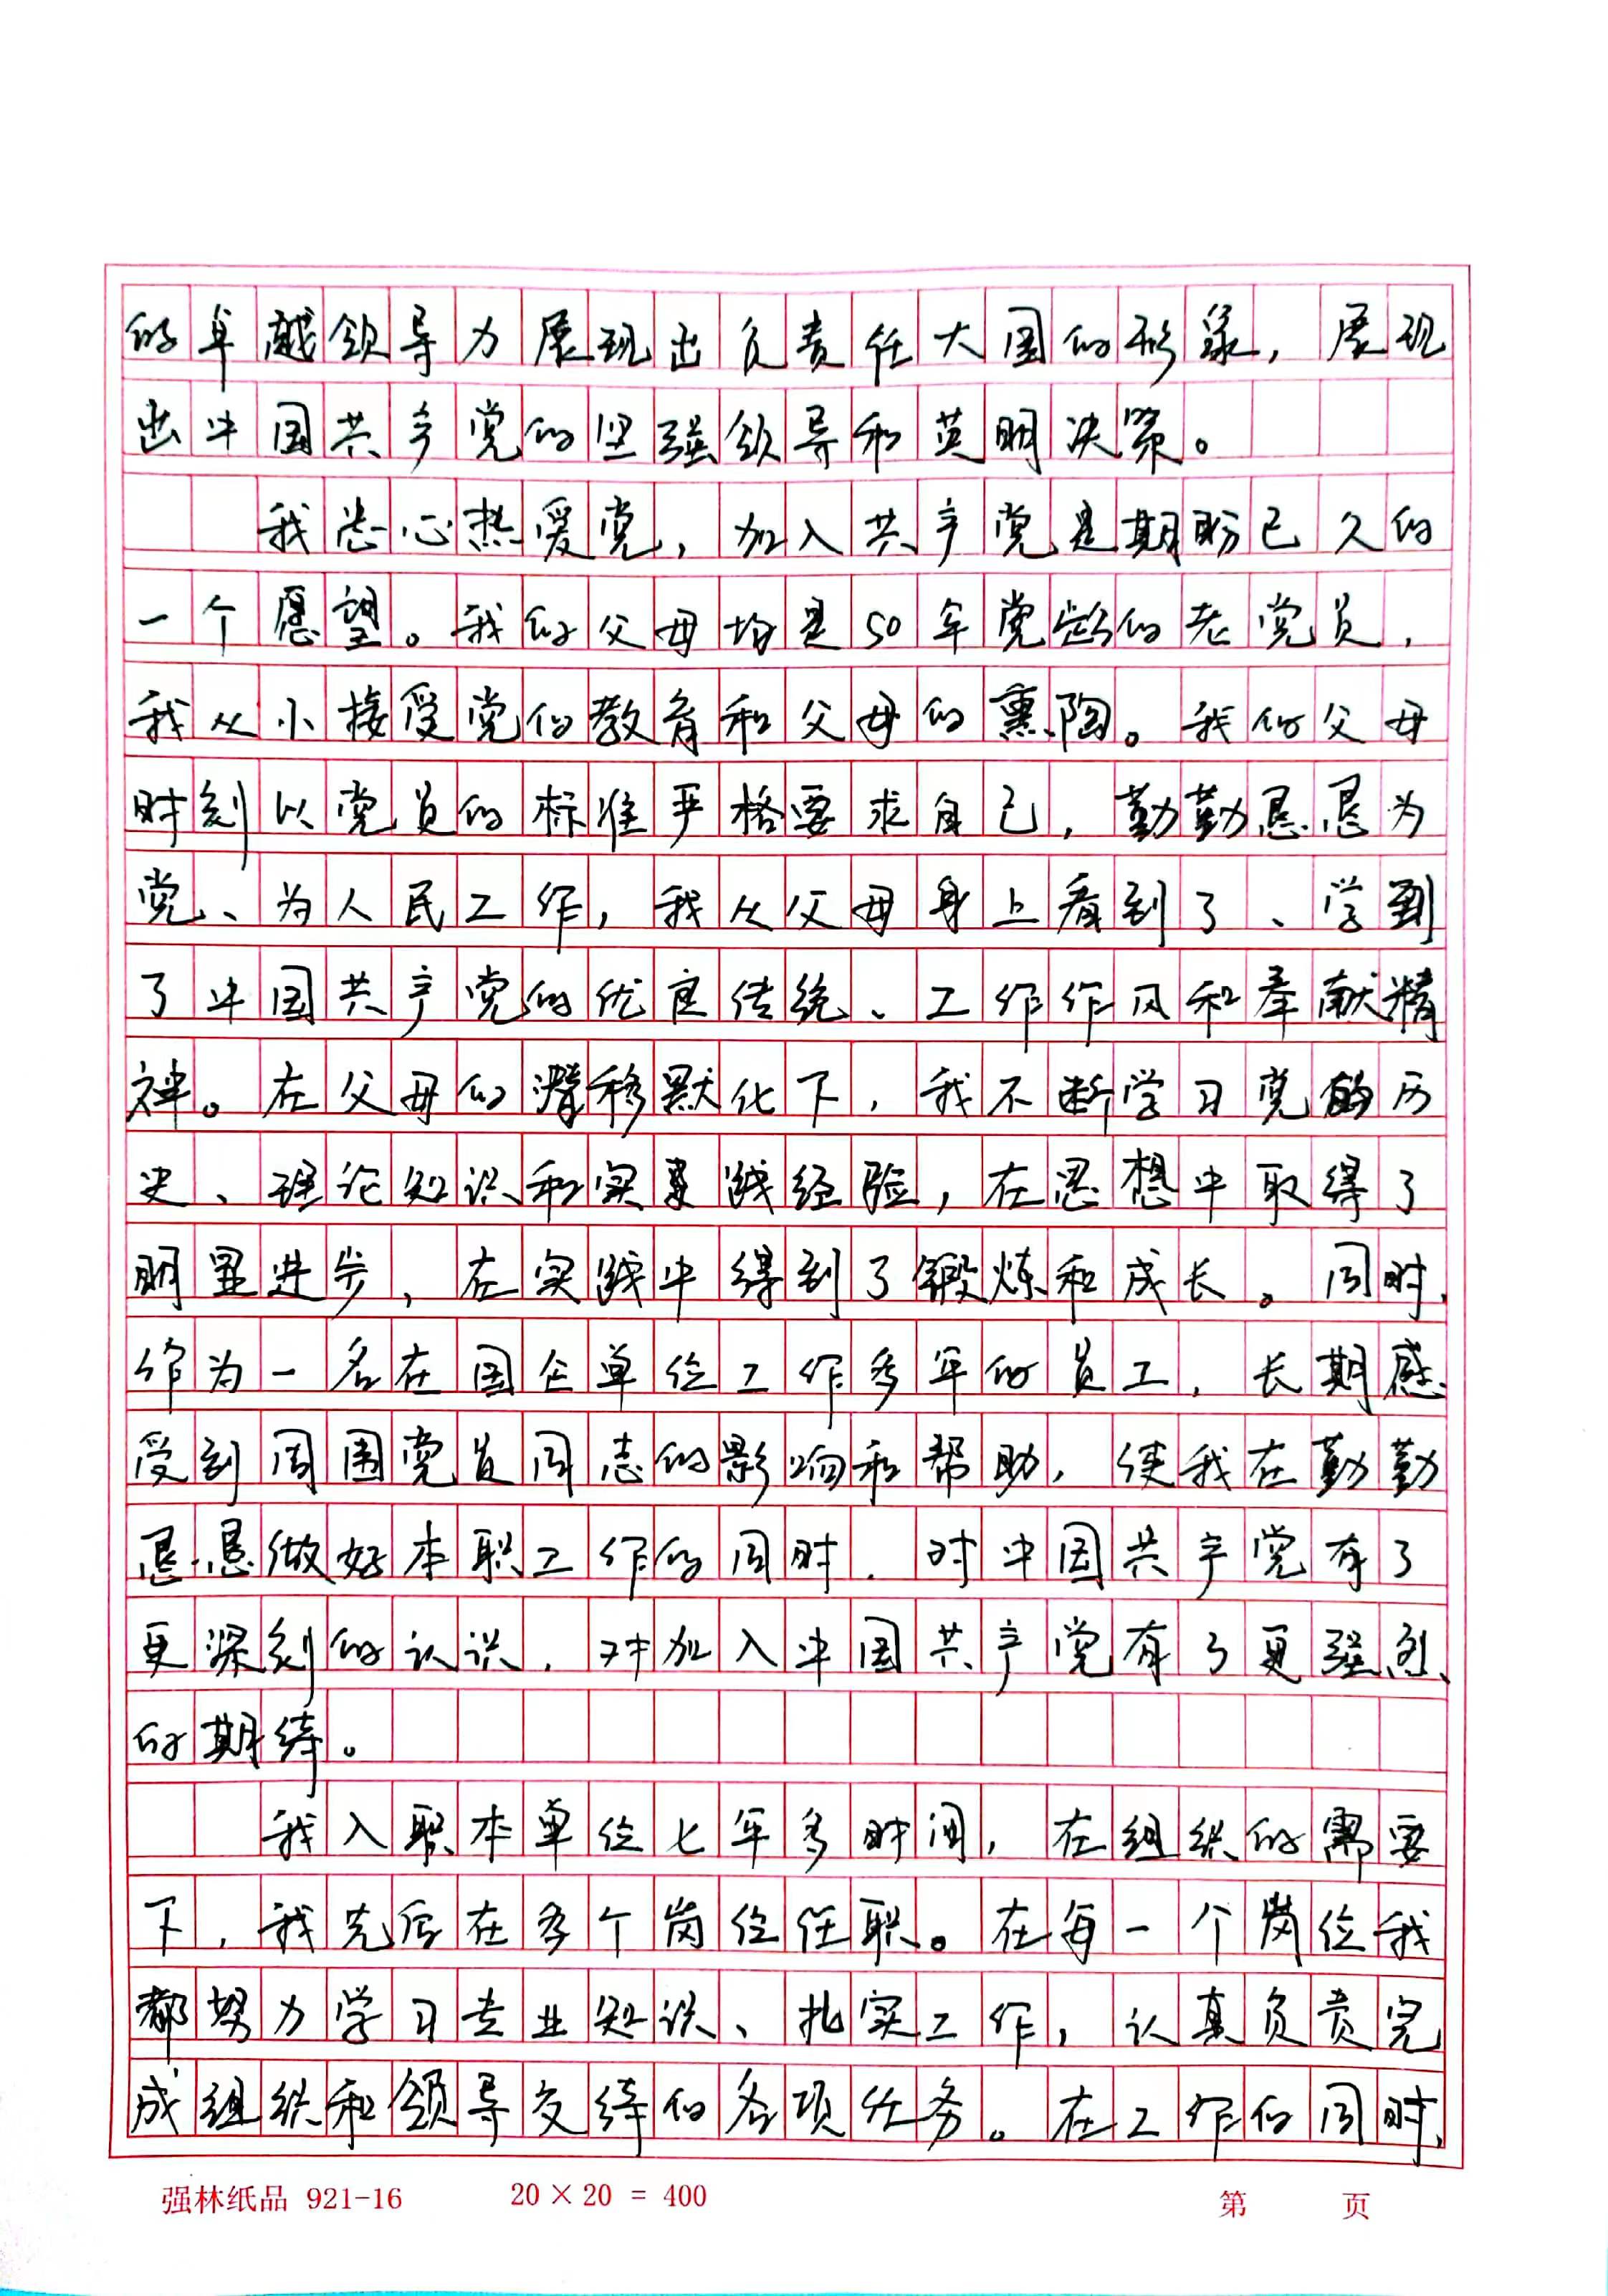 的卓越领导力展现出负责任大国的形象，展现
出中国共产党的坚强领导和英明决策。
我忠心热爱党，加入共产党是期盼已久的
一个愿望。我的父母均是50年党龄的老党员，
我从小接受党的教育和父母的熏陶。我的父母
时刻以党员的标准严格要求自己，勤勤恳恳为
党、为人民工作，我从父母身上看到了、学到
了中国共产党的优良传统、工作作风和奉献精
神。在父母的潜移默化下，我不断学习党的历
史、理论知识和实践经验，在思想中取得了
明显进步，在实践中得到了锻炼和成长。同时，
作为一名在国企单位工作多年的员工，长期感
受到周围党员同志的影响和帮助，使我在勤勤
恳恳做好本职工作的同时，对中国共产党有了
更深刻的认识，对加入中国共产党有了更强烈
的期待。
我入职本单位七年多时间，在组织的需要
下，我先后在多个岗位任职。在每一个岗位我
都努力学习专业知识、扎实工作，认真负责完
成组织和领导交待的各项任务。在工作的同时，
强林纸品 921-16 20×20=400 第 页